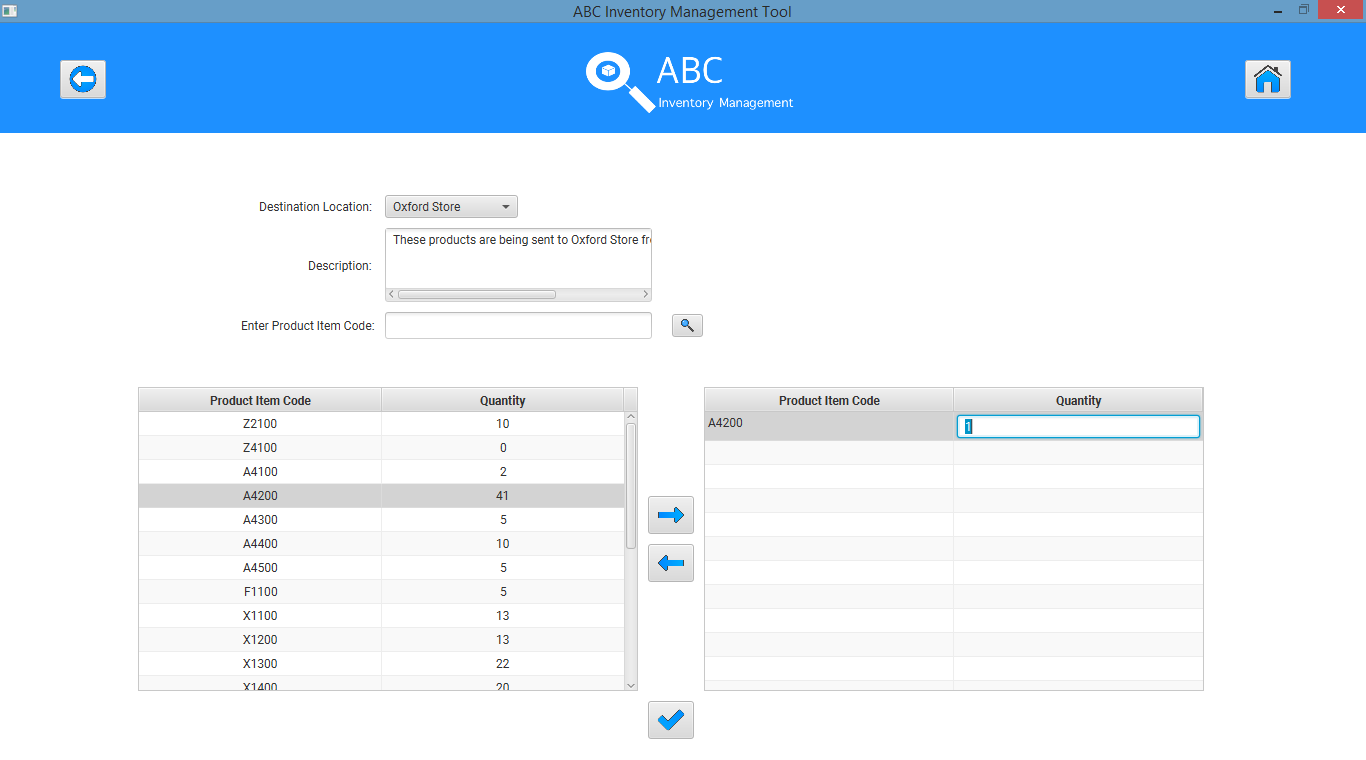 ABC Inventory Management Tool
ABC
Inventory Management
Destination Location: Oxford Store
Description: These products are being sent to Oxford Store fr
Enter Product Item Code:
Product Item Code Quantity
Z2100 10
Z4100 0
A4100 2
A4200 41
A4300 5
A4400 10
A4500 5
F1100 5
X1100 13
X1200 13
X1300 22
X1400 20
Product Item Code Quantity
A4200 1